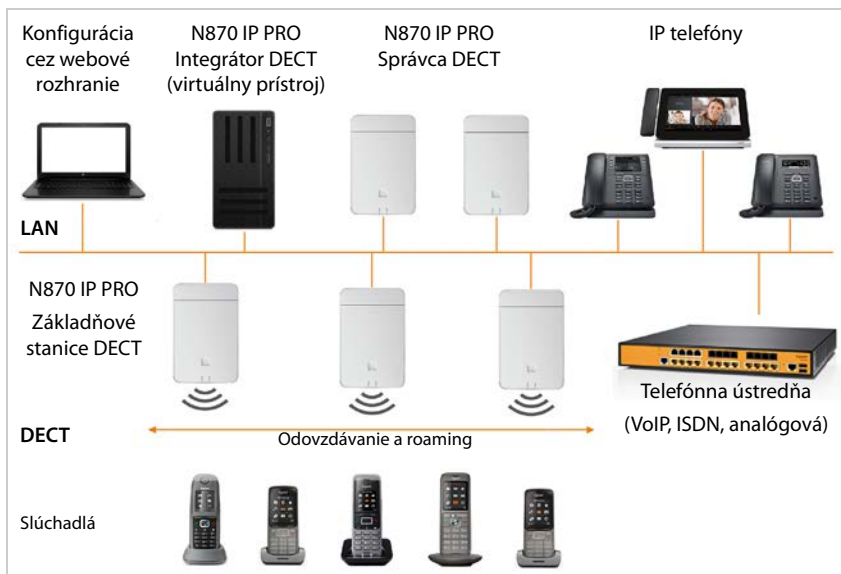 Konfigurácia
cez webové
rozhranie
N870 IP PRO
Integrátor DECT
(virtuálny prístroj)
N870 IP PRO
Správca DECT
IP telefóny
LAN
N870 IP PRO
Základňové
stanice DECT
Telefónna ústredňa
(VoIP, ISDN, analógová)
DECT
Odovzdávanie a roaming
Slúchadlá